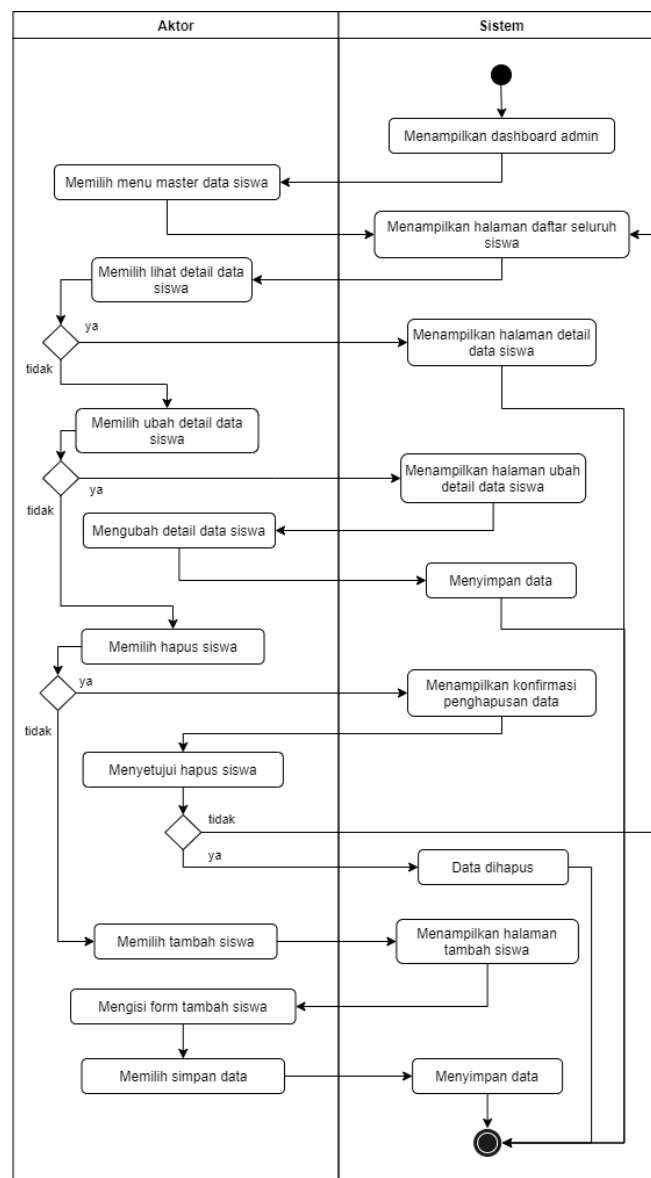 Aktor
Sistem
Menampilkan dashboard admin
Memilih menu master data siswa
Menampilkan halaman daftar seluruh
siswa
Memilih lihat detail data
siswa
ya
Menampilkan halaman detail
data siswa
tidak
Memilih ubah detail data
siswa
ya
Menampilkan halaman ubah
detail data siswa
tidak
Mengubah detail data siswa
Menyimpan data
Memilih hapus siswa
ya
Menampilkan konfirmasi
penghapusan data
tidak
Menyetujui hapus siswa
tidak
ya
Data dihapus
Memilih tambah siswa
Menampilkan halaman
tambah siswa
Mengisi form tambah siswa
Memilih simpan data
Menyimpan data